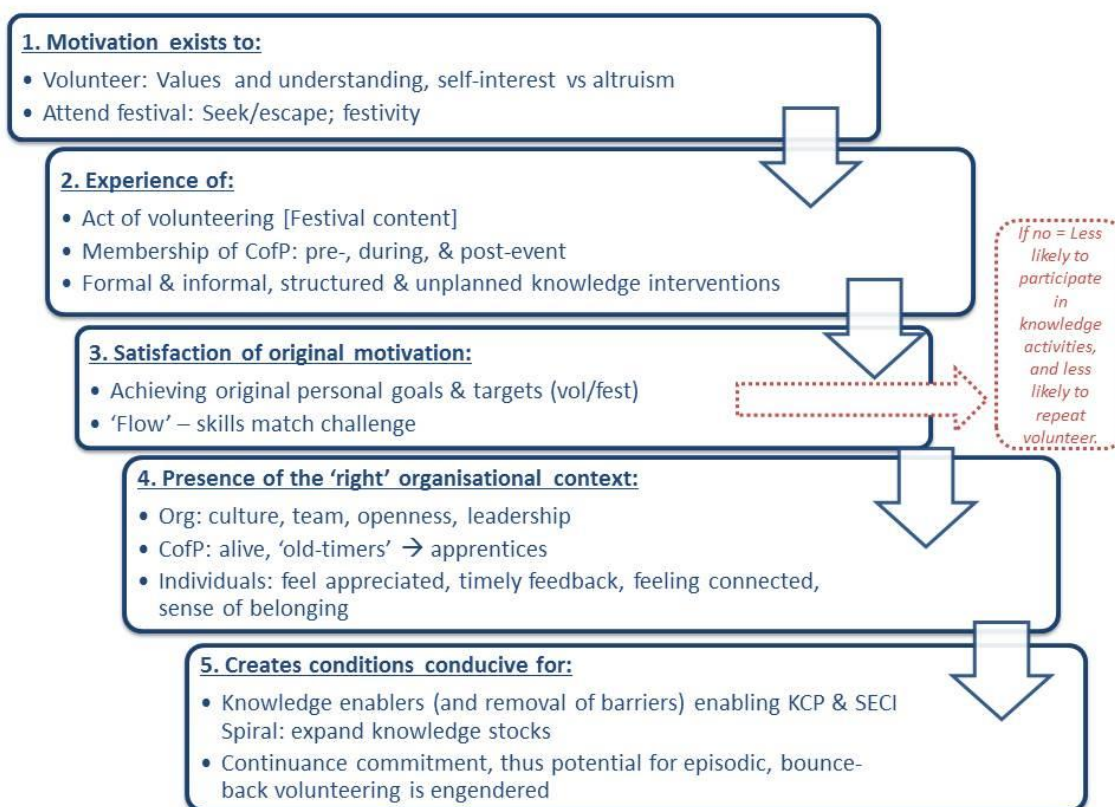 1. Motivation exists to:
• Volunteer: Values and understanding, self-interest vs altruism
• Attend festival: Seek/escape; festivity
2. Experience of:
• Act of volunteering [Festival content]
• Membership of CofP: pre-, during, & post-event
• Formal & informal, structured & unplanned knowledge interventions
If no = Less
likely to
participate
in
knowledge
activities,
and less
likely to
repeat
volunteer.
3. Satisfaction of original motivation:
• Achieving original personal goals & targets (vol/fest)
• ‘Flow’ – skills match challenge
4. Presence of the ‘right’ organisational context:
• Org: culture, team, openness, leadership
• CofP: alive, ‘old-timers’ → apprentices
• Individuals: feel appreciated, timely feedback, feeling connected,
sense of belonging
5. Creates conditions conducive for:
• Knowledge enablers (and removal of barriers) enabling KCP & SECI
Spiral: expand knowledge stocks
• Continuance commitment, thus potential for episodic, bounce-
back volunteering is engendered